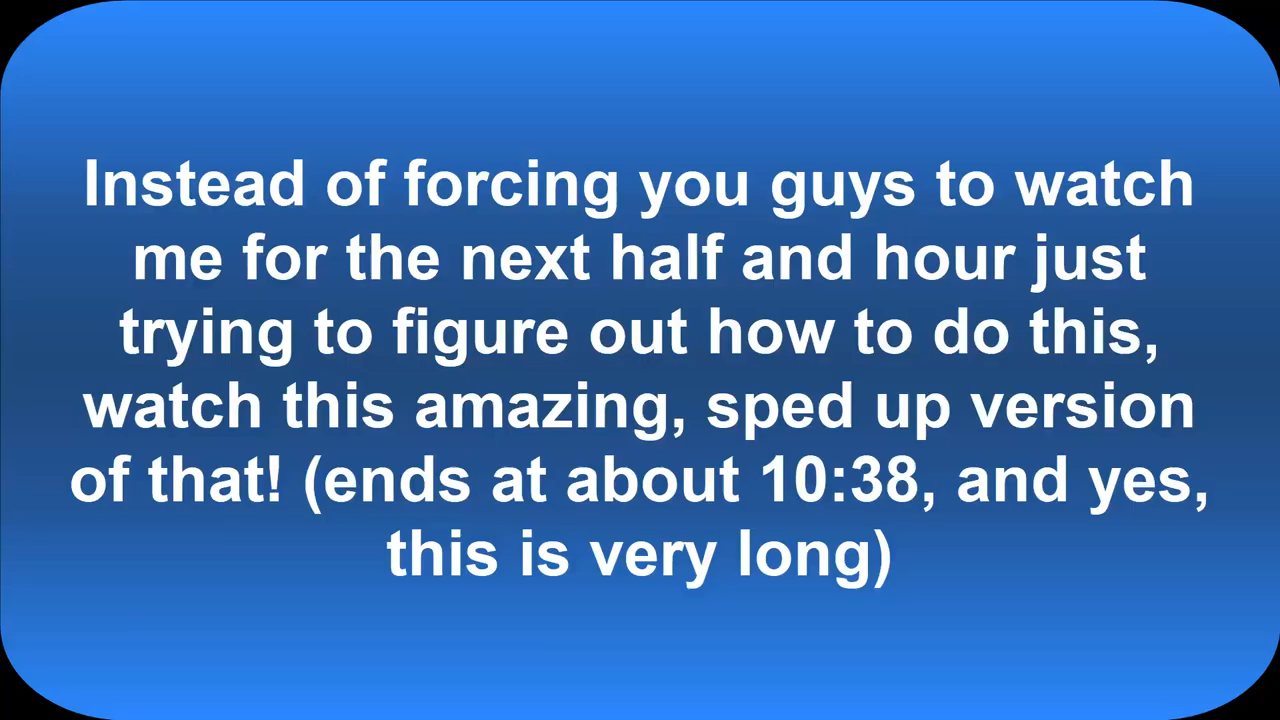 Instead of forcing you guys to watch
me for the next half and hour just
trying to figure out how to do this,
watch this amazing, sped up version
of that! (ends at about 10:38, and yes,
this is very long)